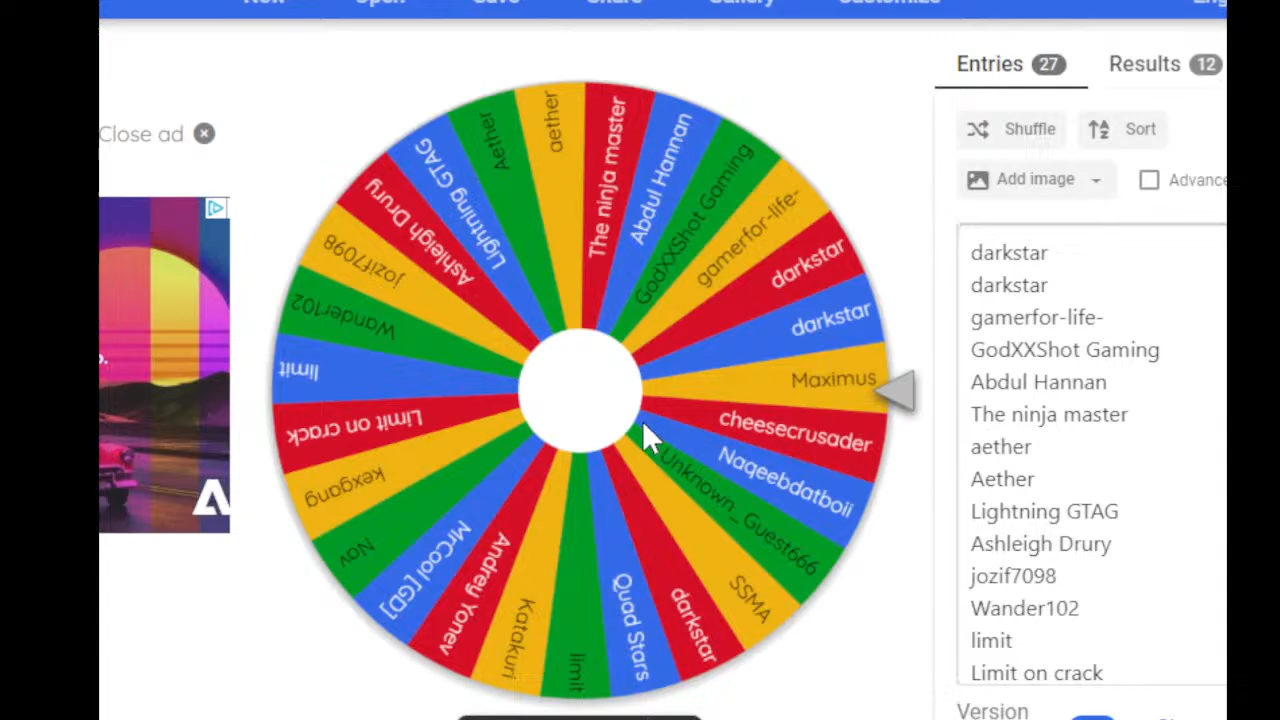 Entries 27 Results 12
Close ad
Shuffle Sort
Add image
darkstar
darkstar
gamerfor-life-
GodXXShot Gaming
Abdul Hannan
The ninja master
aether
Aether
Lightning GTAG
Ashleigh Drury
jozif7098
Wander102
limit
Limit on crack
Version
aether
The ninja master
Abdul Hannan
GodXXShot Gaming
gamerfor-life-
darkstar
darkstar
Maximus
cheesecrusader
Naqeebdatboii
Unknown_Guest666
SSMA
darkstar
Quad Stars
limit
Katakuri
Andrey Yonev
MrCool [GD]
Nav
kexgang
Limit on crack
limit
Wander102
jozif7098
Ashleigh Drury
Lightning GTAG
Aether